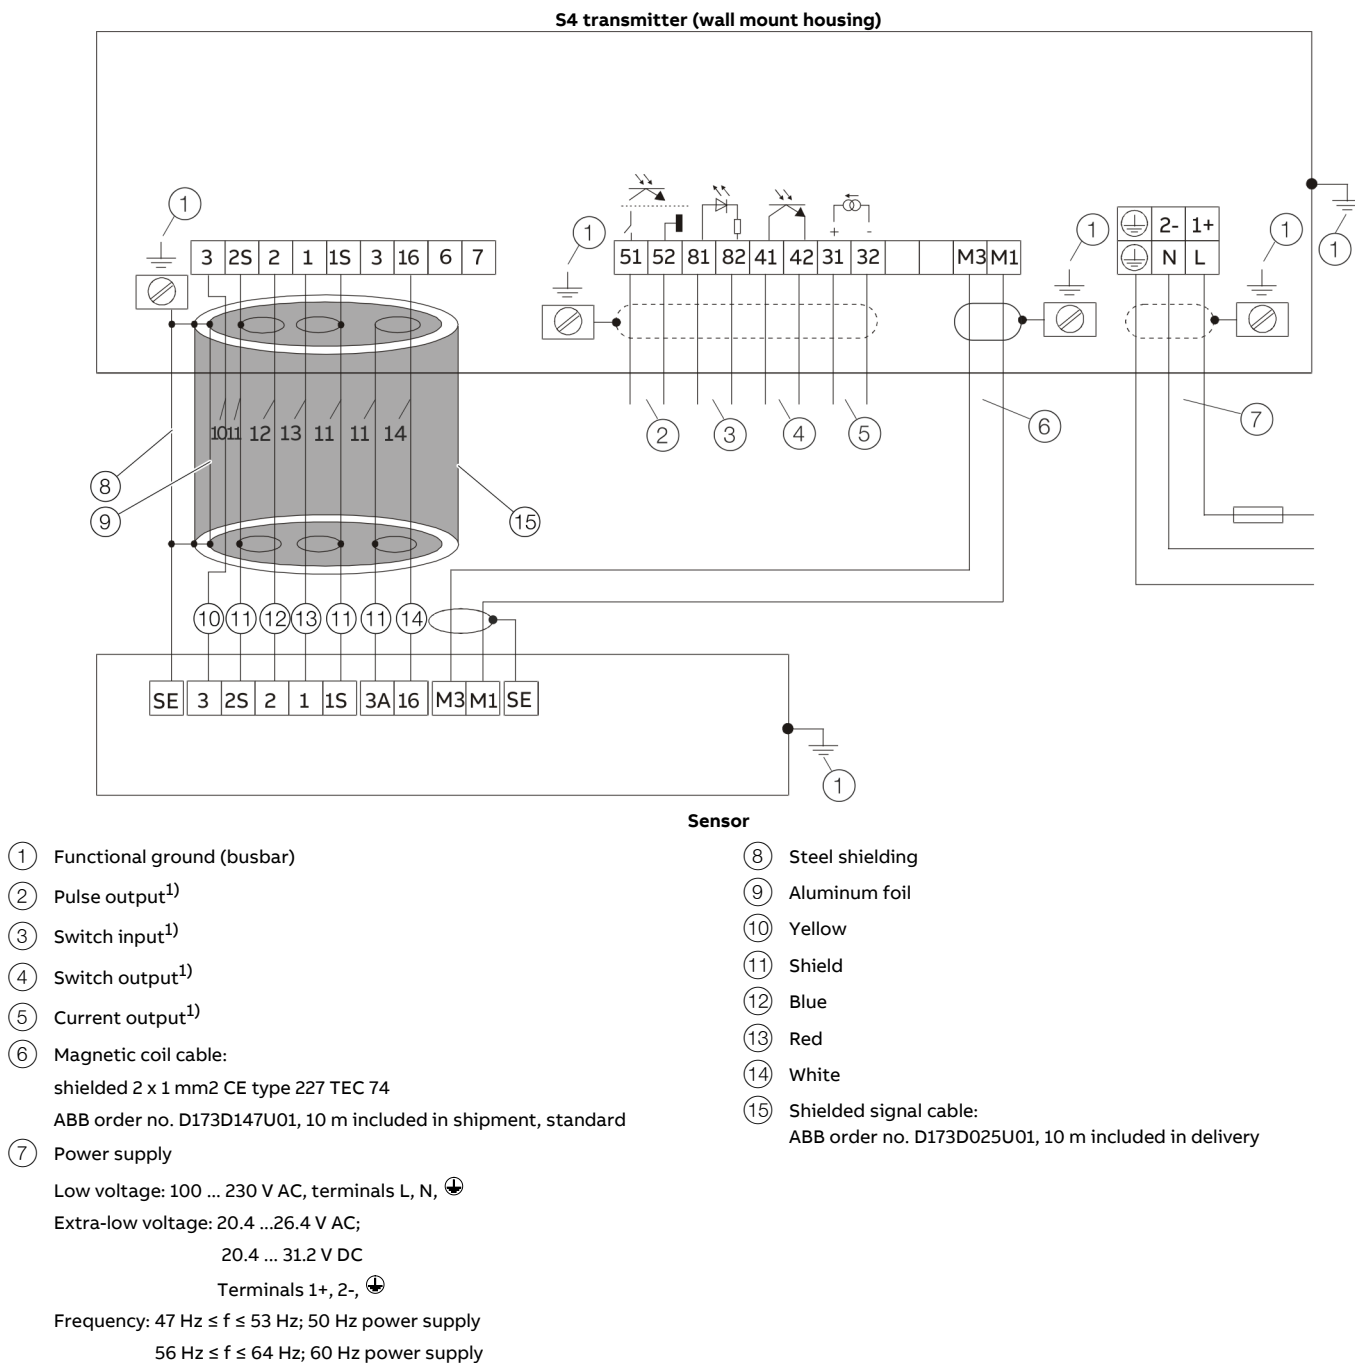 S4 transmitter (wall mount housing)
1
1
1
1
2- 1+
1
3 2S 2 1 1S 3 16 6 7
51 52 81 82 41 42 31 32 M3 M1
N L
+ -
10 11 12 13 11 11 14
2 3 4 5 6 7
8
9
15
10 11 12 13 11 11 14
SE 3 2S 2 1 1S 3A 16 M3 M1 SE
1
Sensor
1 Functional ground (busbar)
2 Pulse output1)
3 Switch input1)
4 Switch output1)
5 Current output1)
6 Magnetic coil cable:
shielded 2 x 1 mm2 CE type 227 TEC 74
ABB order no. D173D147U01, 10 m included in shipment, standard
7 Power supply
Low voltage: 100 ... 230 V AC, terminals L, N,
Extra-low voltage: 20.4 ...26.4 V AC;
20.4 ... 31.2 V DC
Terminals 1+, 2-,
Frequency: 47 Hz ≤ f ≤ 53 Hz; 50 Hz power supply
56 Hz ≤ f ≤ 64 Hz; 60 Hz power supply
8 Steel shielding
9 Aluminum foil
10 Yellow
11 Shield
12 Blue
13 Red
14 White
15 Shielded signal cable:
ABB order no. D173D025U01, 10 m included in delivery